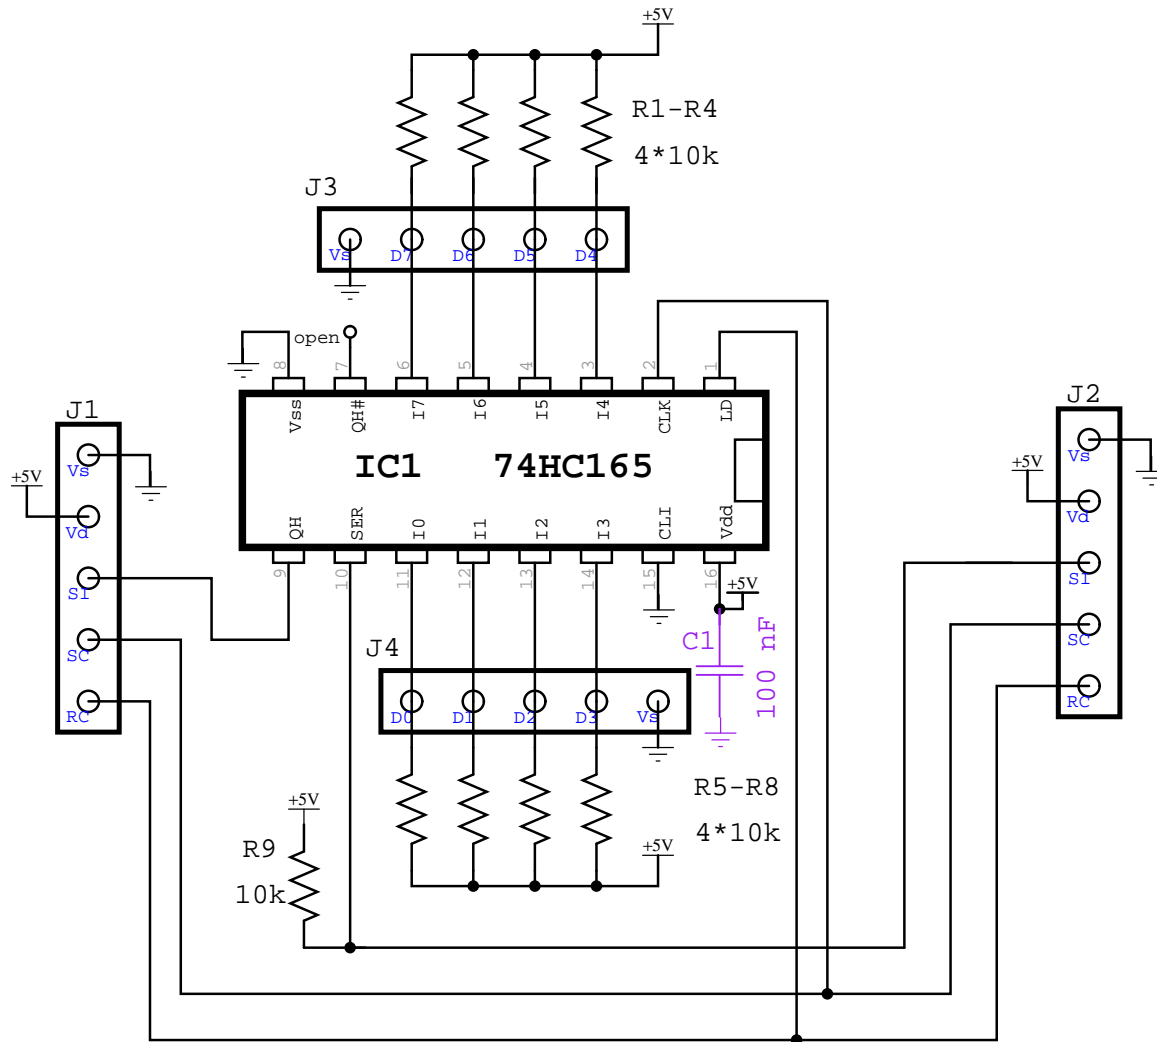 +5V
R1-R4
4*10k
J3
Vs D7 D6 D5 D4
open
8 7 6 5 4 3 2 1
Vss QH# I7 I6 I5 I4 CLK LD
J1
J2
IC1 74HC165
Vs
+5V
Vd
SI
SC
RC
Vs
+5V
Vd
SI
SC
RC
QH SER I0 I1 I2 I3 CLI Vdd
9 10 11 12 13 14 15 16
+5V
C1
100 nF
J4
D0 D1 D2 D3 Vs
R5-R8
4*10k
+5V
R9
10k
+5V